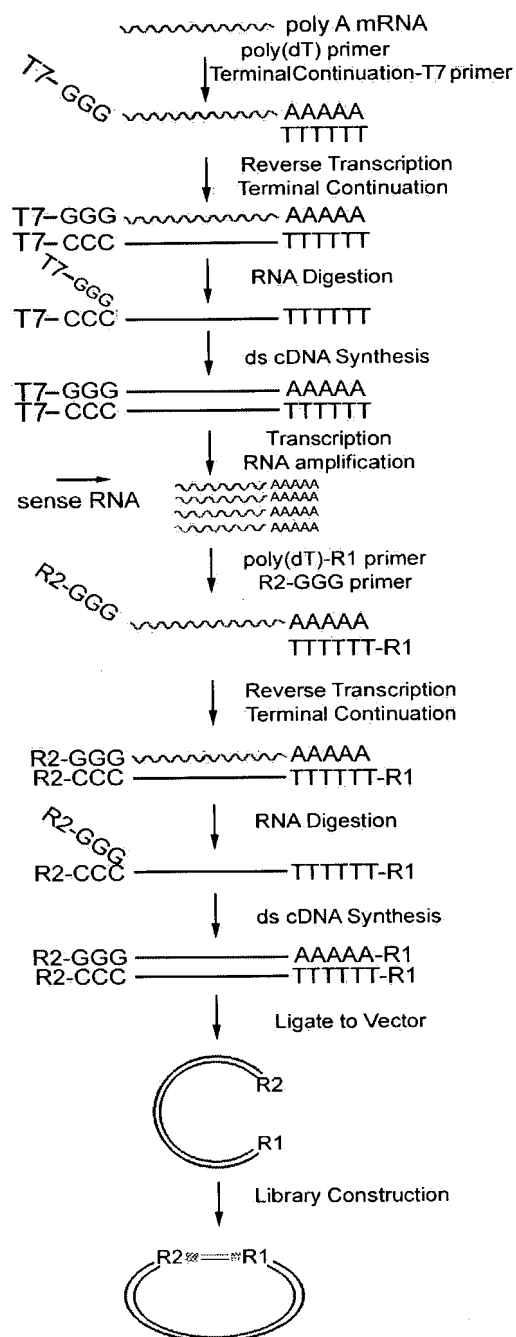 poly A mRNA
poly(dT) primer
TerminalContinuation-T7 primer
T7-GGG
AAAAA
TTTTTT
Reverse Transcription
Terminal Continuation
T7-GGG AAAAA
T7-CCC TTTTTT
T7-GGG
RNA Digestion
T7-CCC TTTTTT
ds cDNA Synthesis
T7-GGG AAAAA
T7-CCC TTTTTT
Transcription
RNA amplification
sense RNA
AAAAA
AAAAA
AAAAA
AAAAA
poly(dT)-R1 primer
R2-GGG primer
R2-GGG
AAAAA
TTTTTT-R1
Reverse Transcription
Terminal Continuation
R2-GGG AAAAA
R2-CCC TTTTTT-R1
RNA Digestion
R2-GGG
R2-CCC TTTTTT-R1
ds cDNA Synthesis
R2-GGG AAAAA-R1
R2-CCC TTTTTT-R1
Ligate to Vector
R2
R1
Library Construction
R2 R1